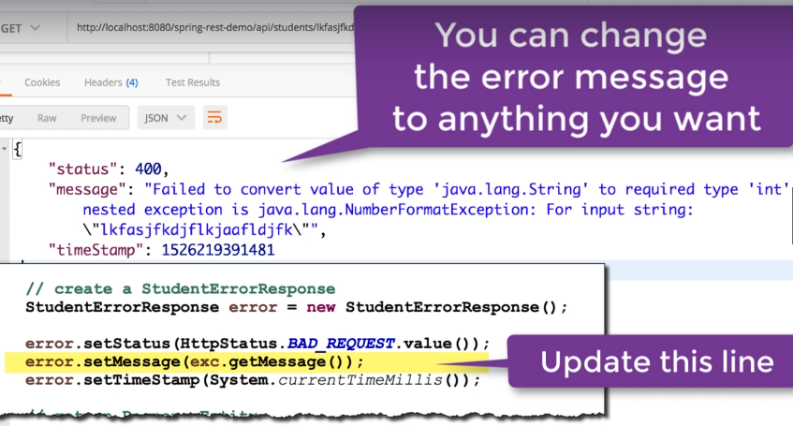 GET
http://localhost:8080/spring-rest-demo/api/students/lkfasjfkd
You can change
the error message
to anything you want
Cookies
Headers (4)
Test Results
etty
Raw
Preview
JSON
{
"status": 400,
"message": "Failed to convert value of type 'java.lang.String' to required type 'int'
nested exception is java.lang.NumberFormatException: For input string:
\"lkfasjfkdjflkjaafldjfk\"",
"timeStamp": 1526219391481
// create a StudentErrorResponse
StudentErrorResponse error = new StudentErrorResponse();
error.setStatus(HttpStatus.BAD_REQUEST.value());
error.setMessage(exc.getMessage());
error.setTimeStamp(System.currentTimeMillis());
Update this line